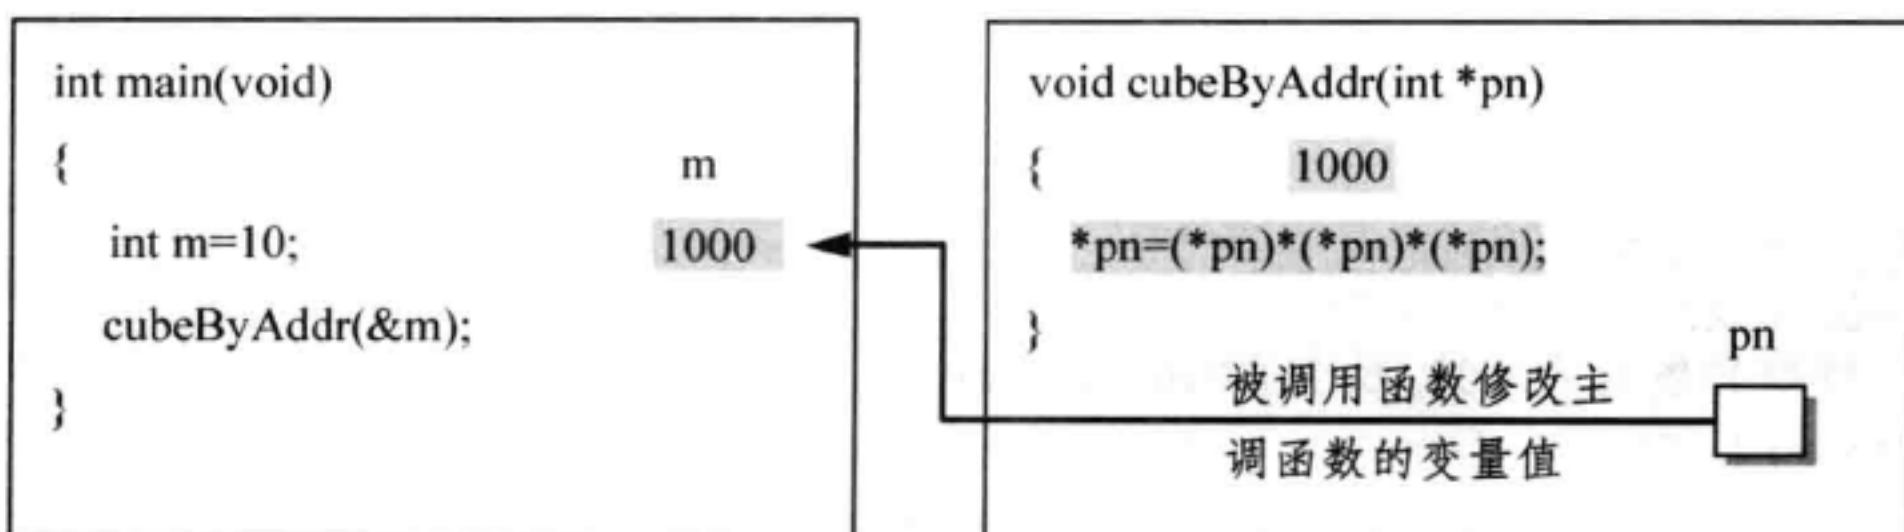 int main(void)
{
m
int m=10;
1000
cubeByAddr(&m);
}
void cubeByAddr(int *pn)
{
1000
*pn=(*pn)*(*pn)*(*pn);
}
pn
被调用函数修改主
调函数的变量值